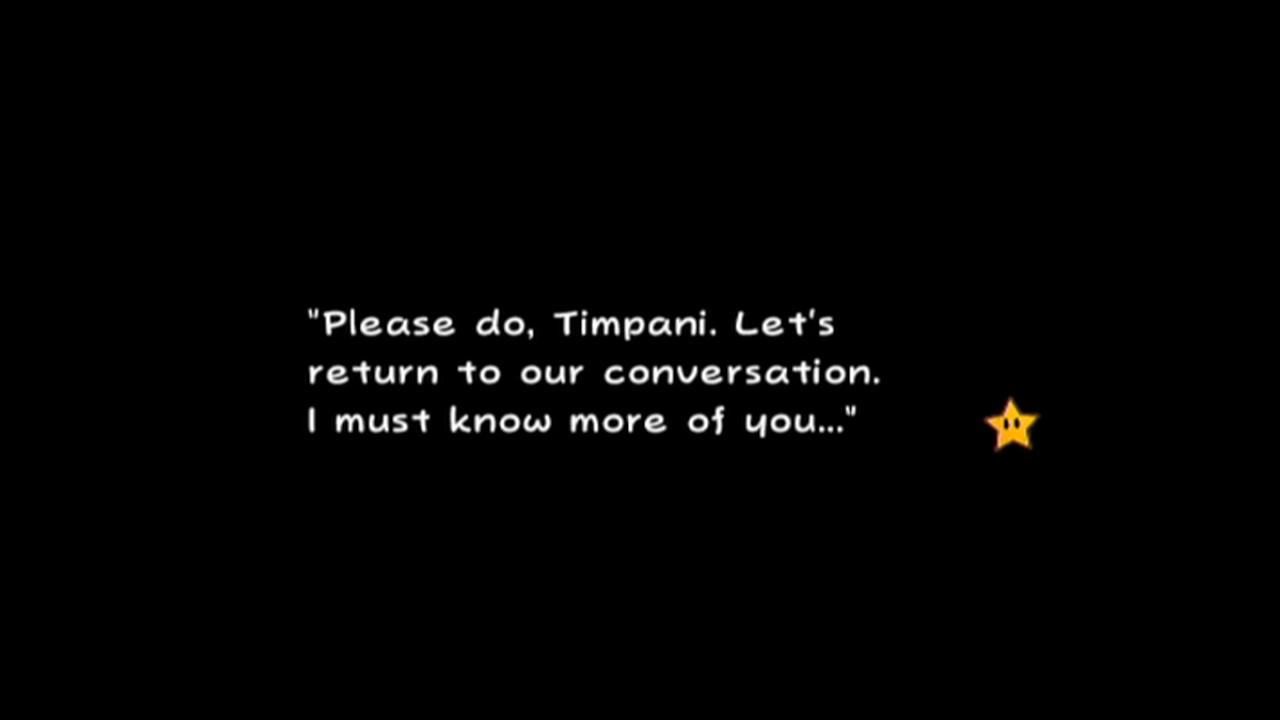 "Please do, Timpani. Let's
return to our conversation.
I must know more of you..."